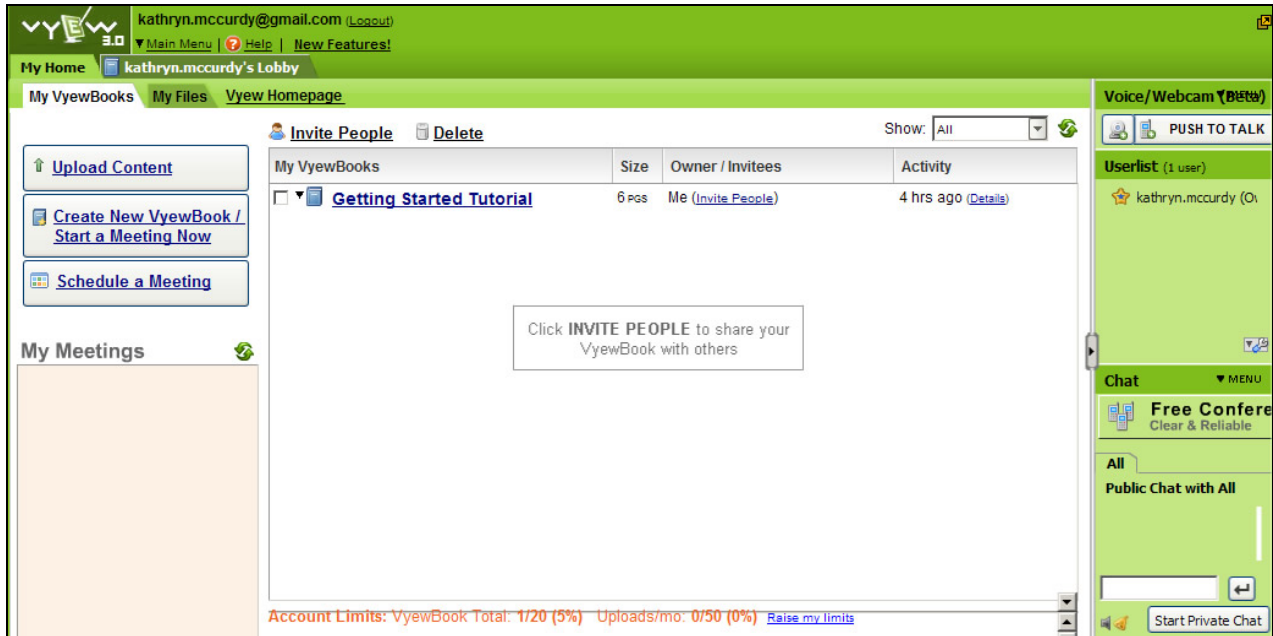 VYEW 3.0
kathryn.mccurdy@gmail.com (Logout)
▼Main Menu | ? Help | New Features!
My Home
kathryn.mccurdy's Lobby
My VyewBooks My Files Vyew Homepage
Upload Content
Create New VyewBook /
Start a Meeting Now
Schedule a Meeting
My Meetings
Invite People Delete
Show: All
My VyewBooks Size Owner / Invitees Activity
Getting Started Tutorial 6 PGS Me (Invite People) 4 hrs ago (Details)
Click INVITE PEOPLE to share your
VyewBook with others
Account Limits: VyewBook Total: 1/20 (5%) Uploads/mo: 0/50 (0%) Raise my limits
Voice/Webcam (Beta)
PUSH TO TALK
Userlist (1 user)
kathryn.mccurdy (Ov
Chat ▼ MENU
Free Confere
Clear & Reliable
All
Public Chat with All
Start Private Chat